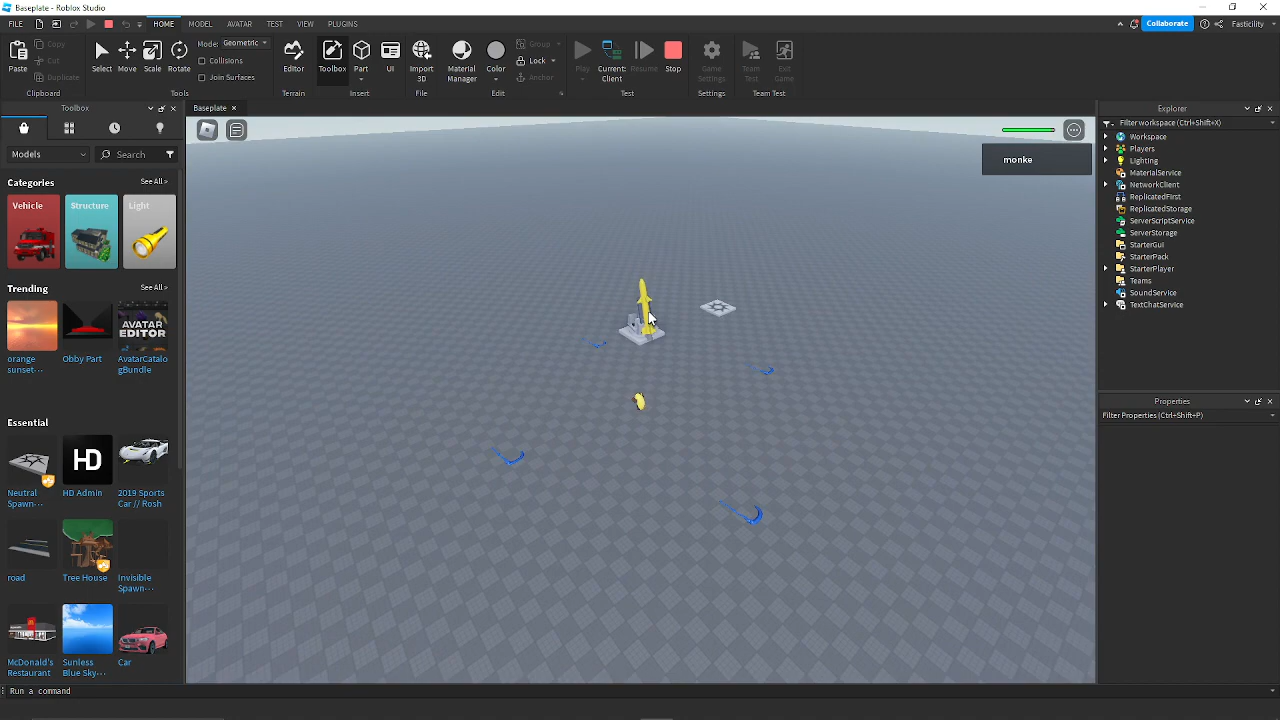 Baseplate - Roblox Studio
FILE HOME MODEL AVATAR TEST VIEW PLUGINS Collaborate Fasticility
Paste Copy Cut Duplicate Select Move Scale Rotate Mode: Geometric Collisions Join Surfaces Editor Toolbox Part UI Import 3D Material Manager Color Group Lock Anchor Play Current: Client Resume Stop Game Settings Team Test Exit Game
Clipboard Tools Terrain Insert File Edit Test Settings Team Test
Toolbox
Baseplate
Explorer
Filter workspace (Ctrl+Shift+X)
Models
Search
Categories See All >
Vehicle Structure Light
Trending See All >
AVATAR EDITOR
orange sunset··· Obby Part AvatarCatalogBundle
Essential
HD
Neutral Spawn··· HD Admin 2019 Sports Car // Rosh
road Tree House Invisible Spawn···
McDonald's Restaurant Sunless Blue Sky··· Car
monke
Workspace
Players
Lighting
MaterialService
NetworkClient
ReplicatedFirst
ReplicatedStorage
ServerScriptService
ServerStorage
StarterGui
StarterPack
StarterPlayer
Teams
SoundService
TextChatService
Properties
Filter Properties (Ctrl+Shift+P)
Run a command